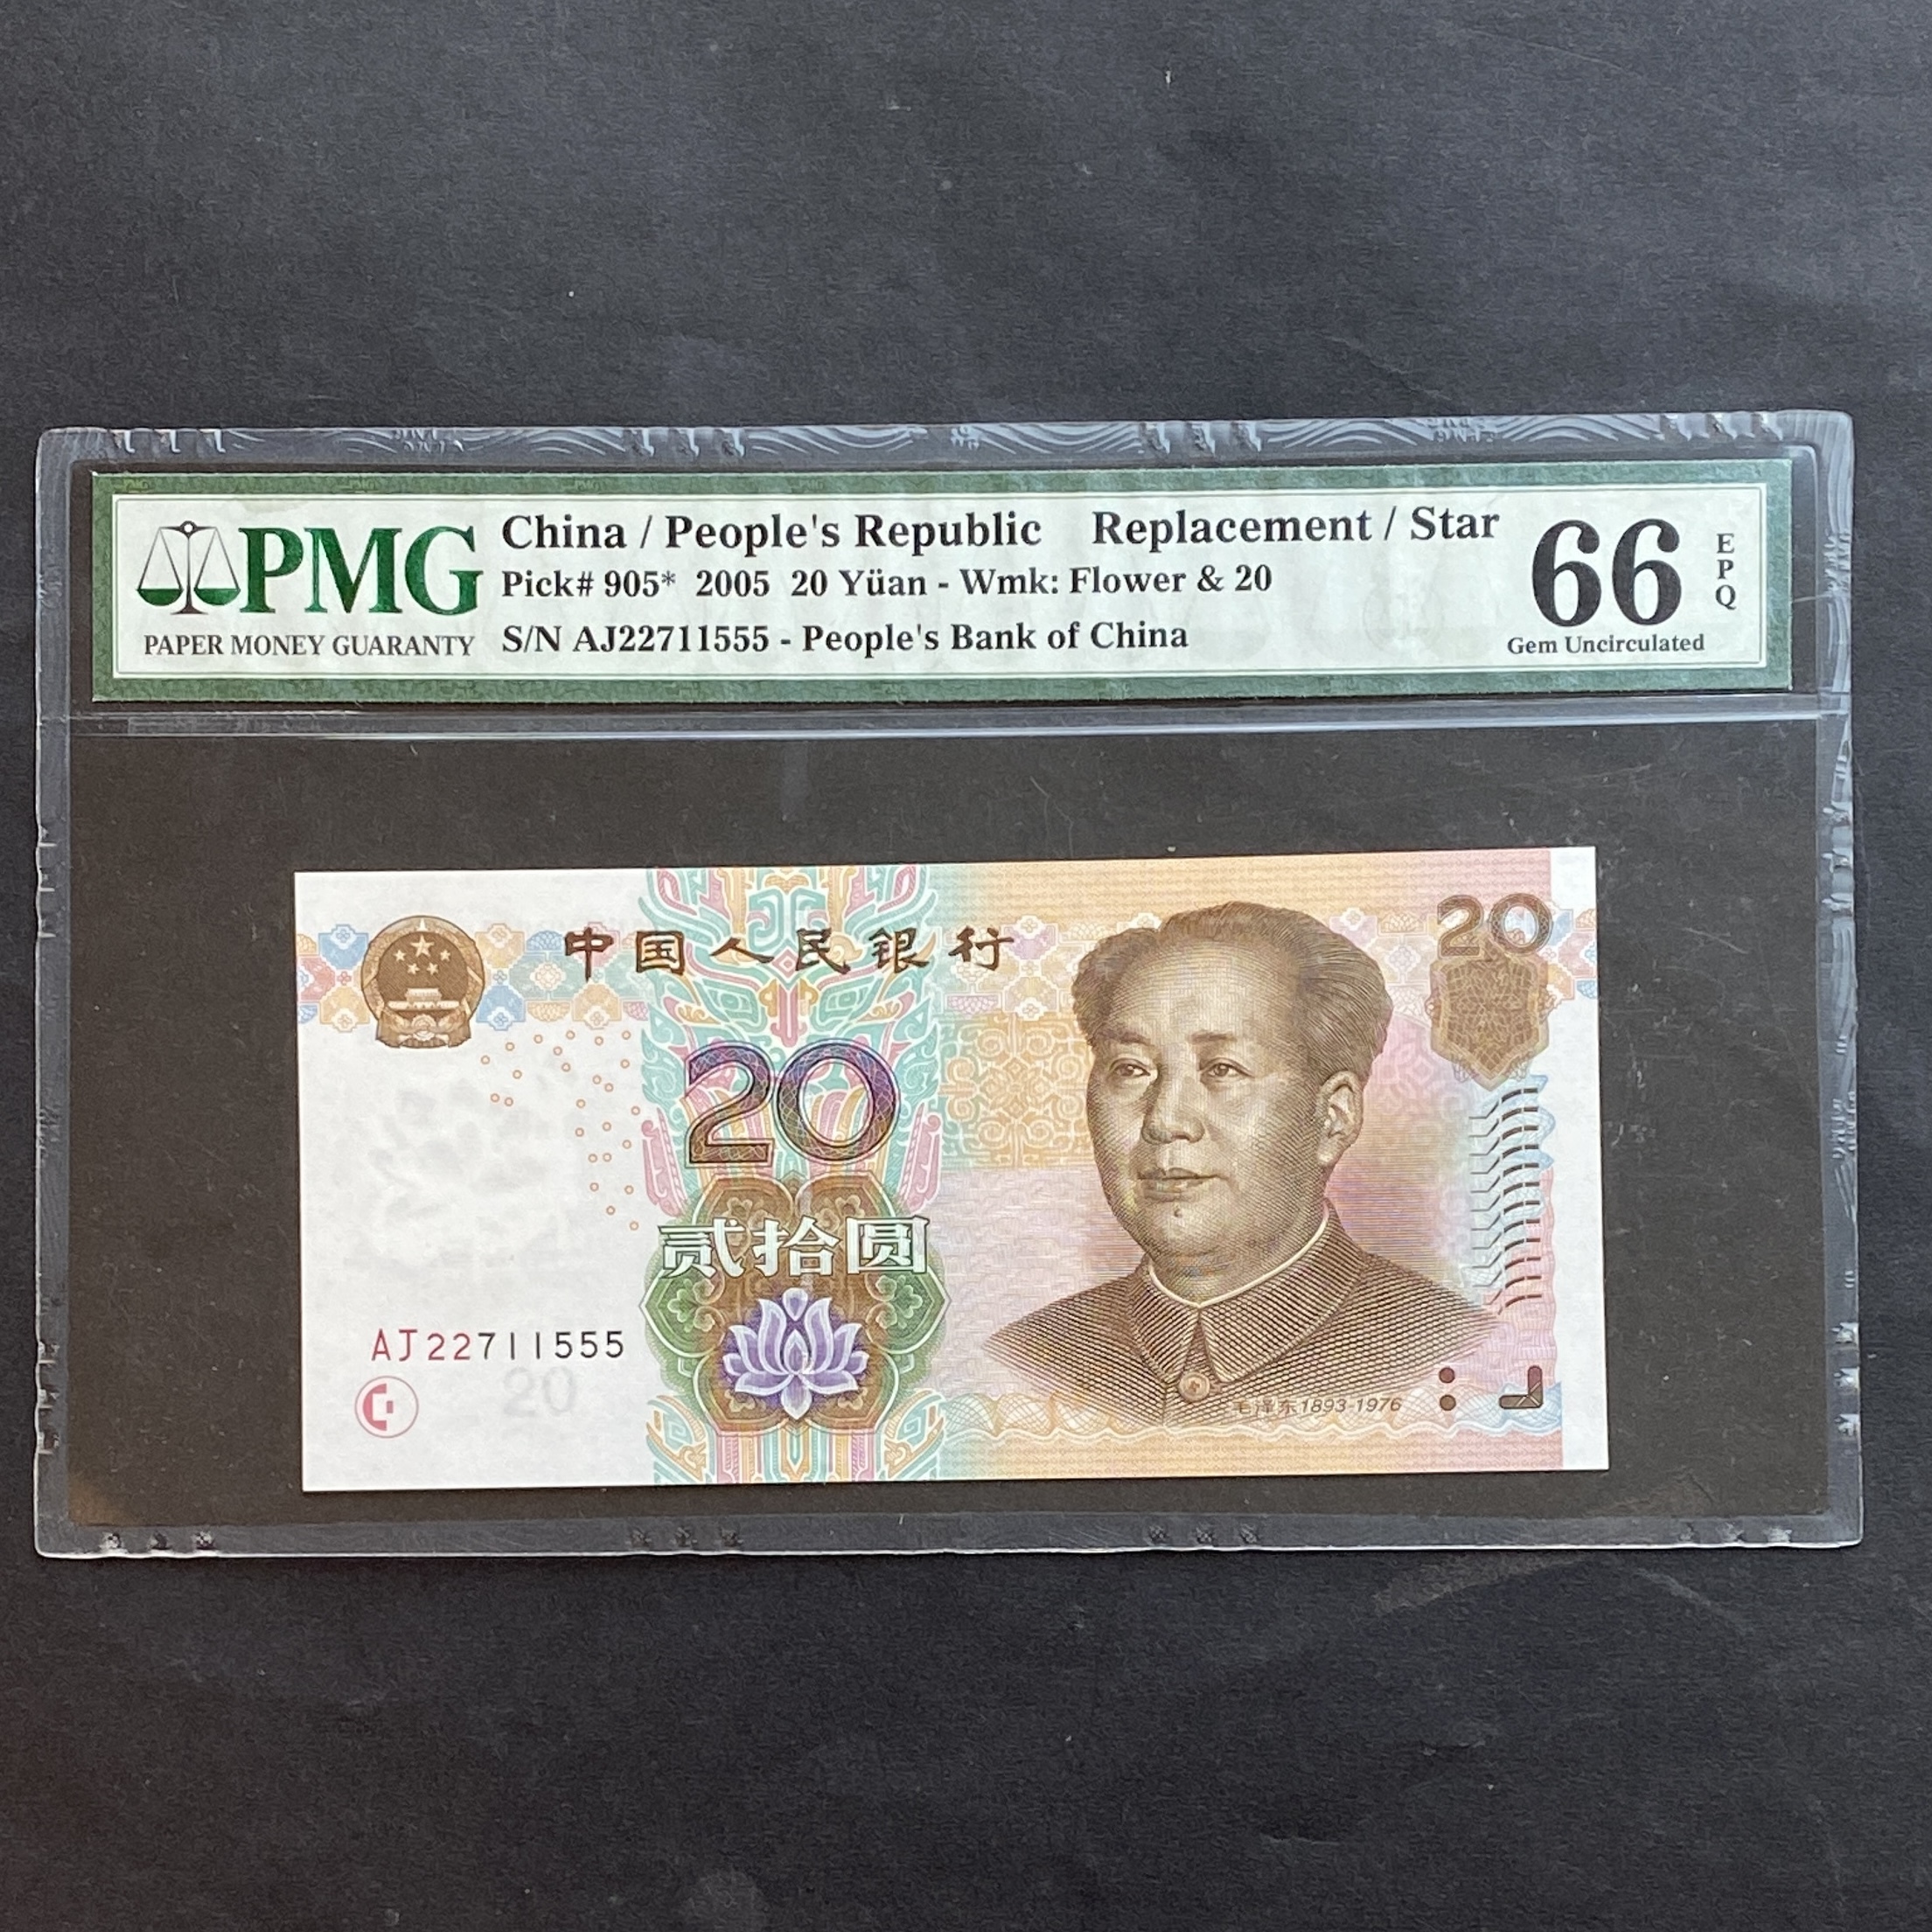 PMG
PAPER MONEY GUARANTY
China / People's Republic Replacement / Star
Pick# 905* 2005 20 Yüan - Wmk: Flower & 20
S/N AJ22711555 - People's Bank of China
66
EPQ
Gem Uncirculated
中国人民银行
20
20
贰拾圆
AJ22711555
20
毛泽东1893-1976